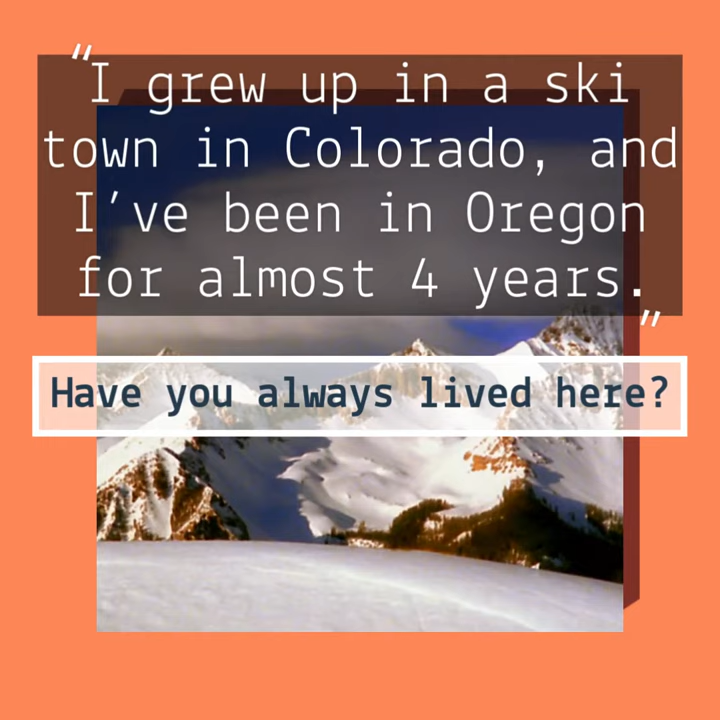 “I grew up in a ski
town in Colorado, and
I've been in Oregon
for almost 4 years.”
Have you always lived here?